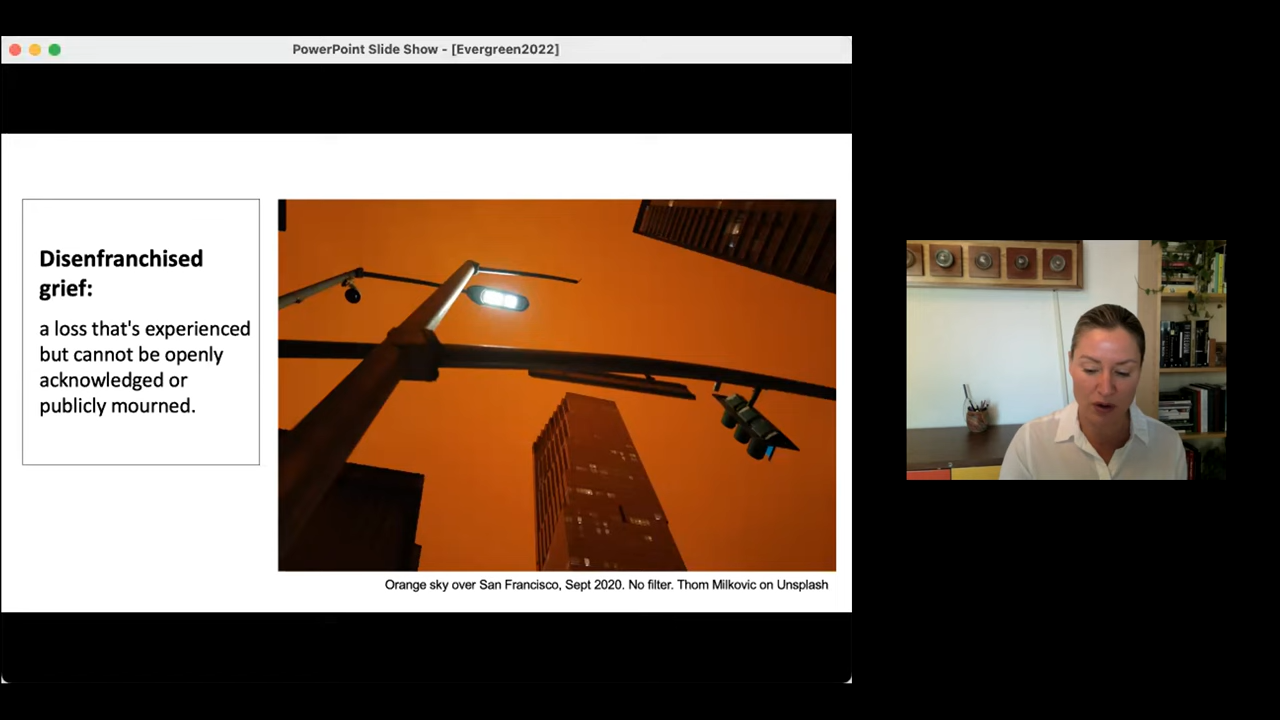 PowerPoint Slide Show - [Evergreen2022]
Disenfranchised
grief:
a loss that's experienced
but cannot be openly
acknowledged or
publicly mourned.
Orange sky over San Francisco, Sept 2020. No filter. Thom Milkovic on Unsplash